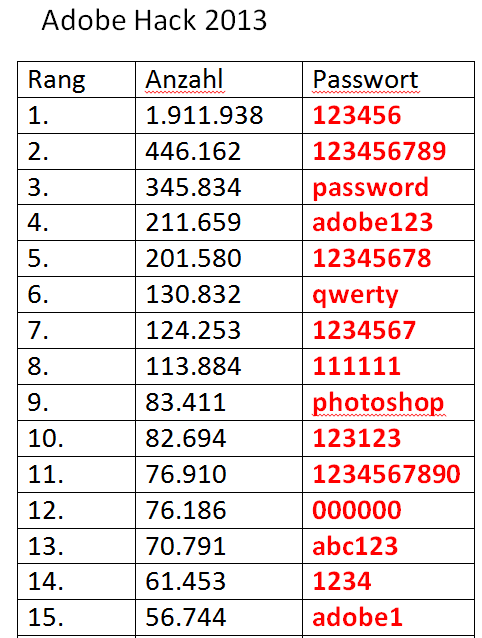 Adobe Hack 2013
Rang Anzahl Passwort
1. 1.911.938 123456
2. 446.162 123456789
3. 345.834 password
4. 211.659 adobe123
5. 201.580 12345678
6. 130.832 qwerty
7. 124.253 1234567
8. 113.884 111111
9. 83.411 photoshop
10. 82.694 123123
11. 76.910 1234567890
12. 76.186 000000
13. 70.791 abc123
14. 61.453 1234
15. 56.744 adobe1